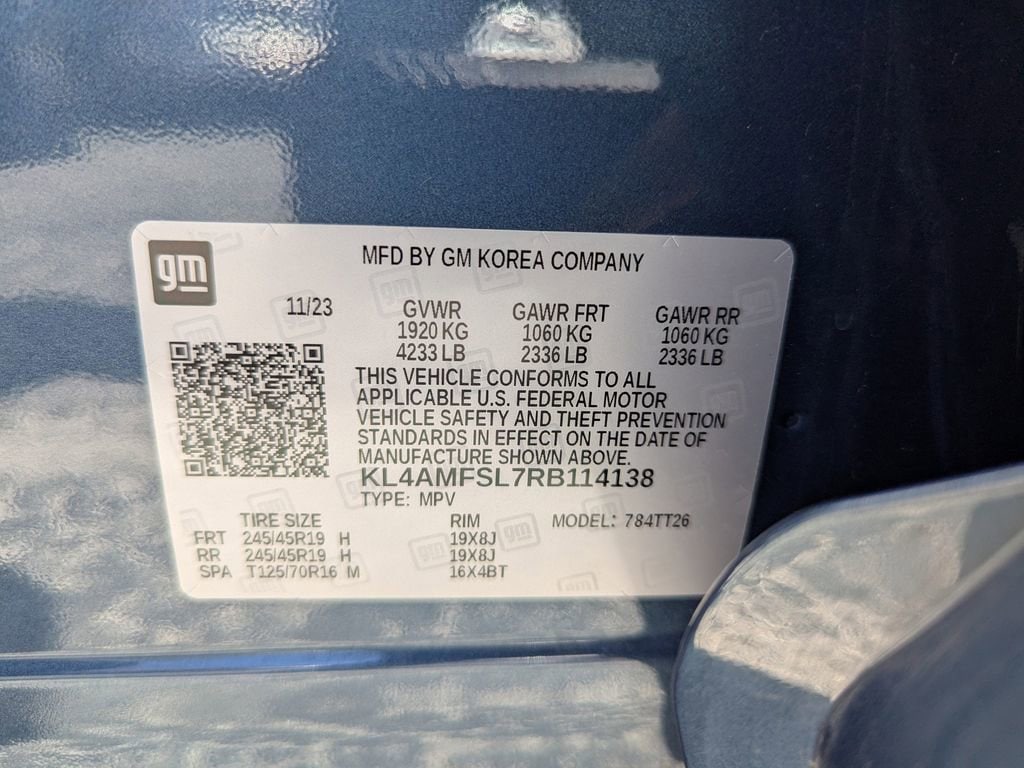 gm
MFD BY GM KOREA COMPANY
11/23
GVWR GAWR FRT GAWR RR
1920 KG 1060 KG 1060 KG
4233 LB 2336 LB 2336 LB
THIS VEHICLE CONFORMS TO ALL
APPLICABLE U.S. FEDERAL MOTOR
VEHICLE SAFETY AND THEFT PREVENTION
STANDARDS IN EFFECT ON THE DATE OF
MANUFACTURE SHOWN ABOVE.
KL4AMFSL7RB114138
TYPE: MPV
TIRE SIZE RIM MODEL: 784TT26
FRT 245/45R19 H 19X8J
RR 245/45R19 H 19X8J
SPA T125/70R16 M 16X4BT